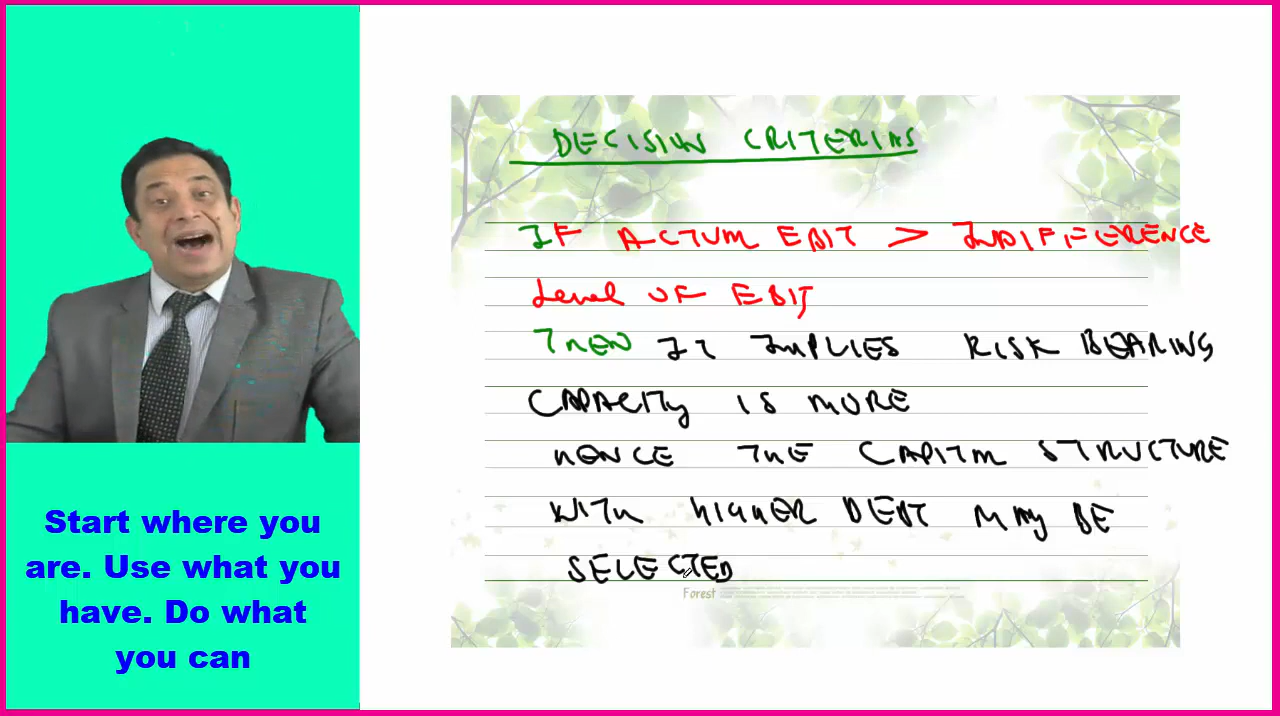 DECISION CRITERIAS
IF ACTUAL EBIT > INDIFFERENCE
Level OF EBIT
THEN IT IMPLIES RISK BEARING
CAPACITY IS MORE
HENCE THE CAPITAL STRUCTURE
WITH HIGHER DEBT MAY BE
SELECTED
Forest
Start where you
are. Use what you
have. Do what
you can